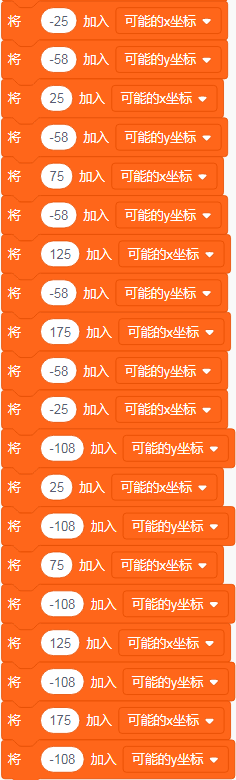 将 -25 加入 可能的x坐标
将 -58 加入 可能的y坐标
将 25 加入 可能的x坐标
将 -58 加入 可能的y坐标
将 75 加入 可能的x坐标
将 -58 加入 可能的y坐标
将 125 加入 可能的x坐标
将 -58 加入 可能的y坐标
将 175 加入 可能的x坐标
将 -58 加入 可能的y坐标
将 -25 加入 可能的x坐标
将 -108 加入 可能的y坐标
将 25 加入 可能的x坐标
将 -108 加入 可能的y坐标
将 75 加入 可能的x坐标
将 -108 加入 可能的y坐标
将 125 加入 可能的x坐标
将 -108 加入 可能的y坐标
将 175 加入 可能的x坐标
将 -108 加入 可能的y坐标